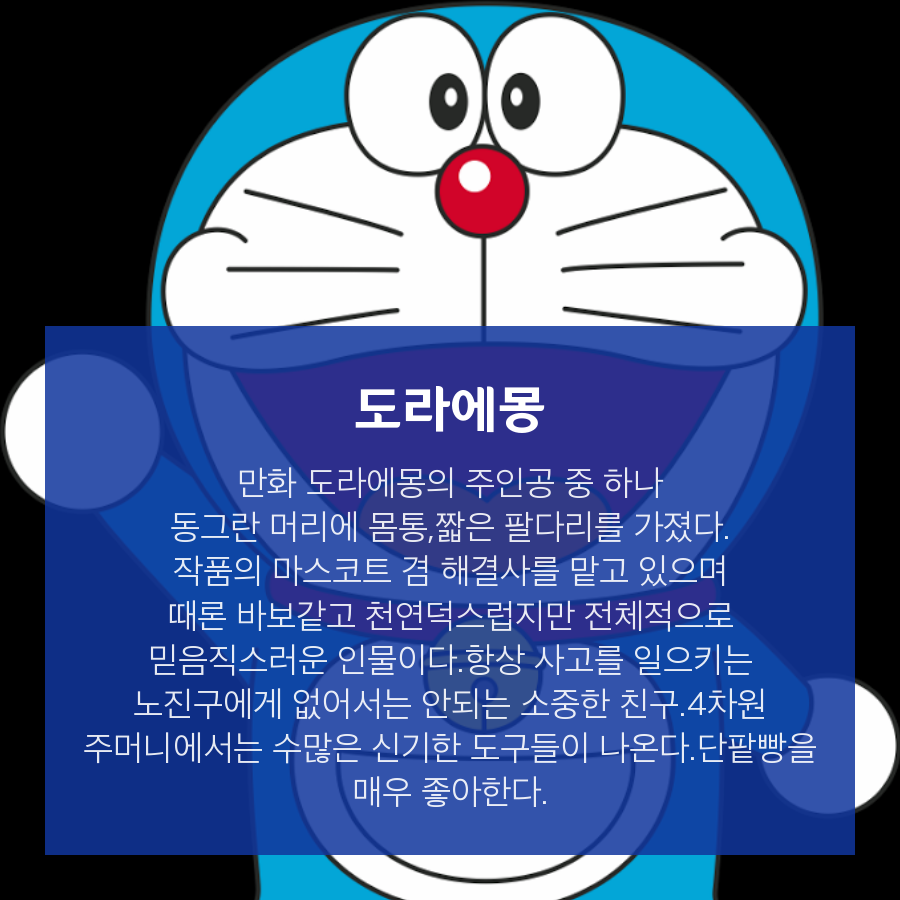 도라에몽
만화 도라에몽의 주인공 중 하나
동그란 머리에 몸통,짧은 팔다리를 가졌다.
작품의 마스코트 겸 해결사를 맡고 있으며
때론 바보같고 천연덕스럽지만 전체적으로
믿음직스러운 인물이다.항상 사고를 일으키는
노진구에게 없어서는 안되는 소중한 친구.4차원
주머니에서는 수많은 신기한 도구들이 나온다.단팥빵을
매우 좋아한다.